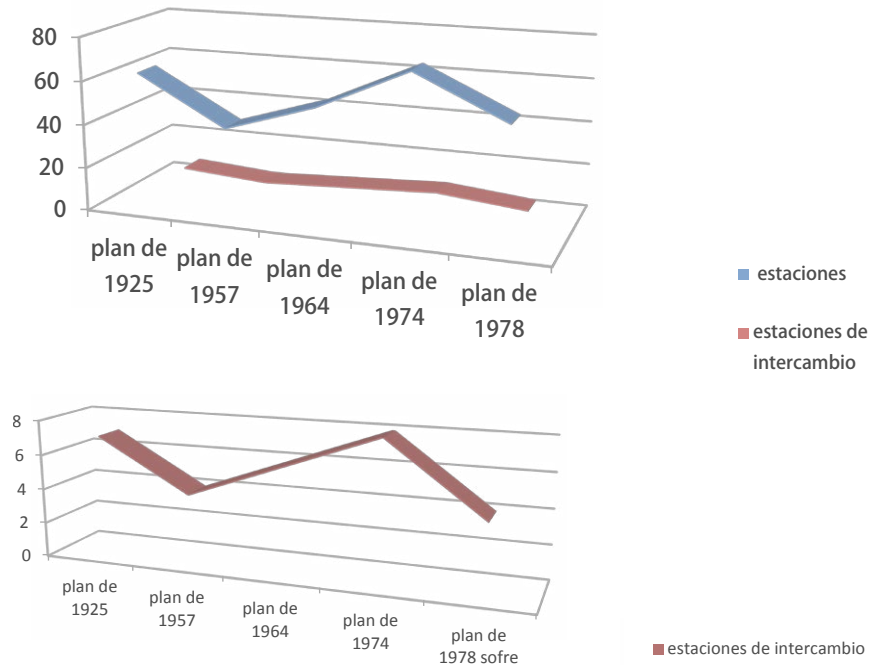 80
60
40
20
0
plan de
1925
plan de
1957
plan de
1964
plan de
1974
plan de
1978
estaciones
estaciones de
intercambio
8
6
4
2
0
plan de
1925
plan de
1957
plan de
1964
plan de
1974
plan de
1978 sofre
estaciones de intercambio